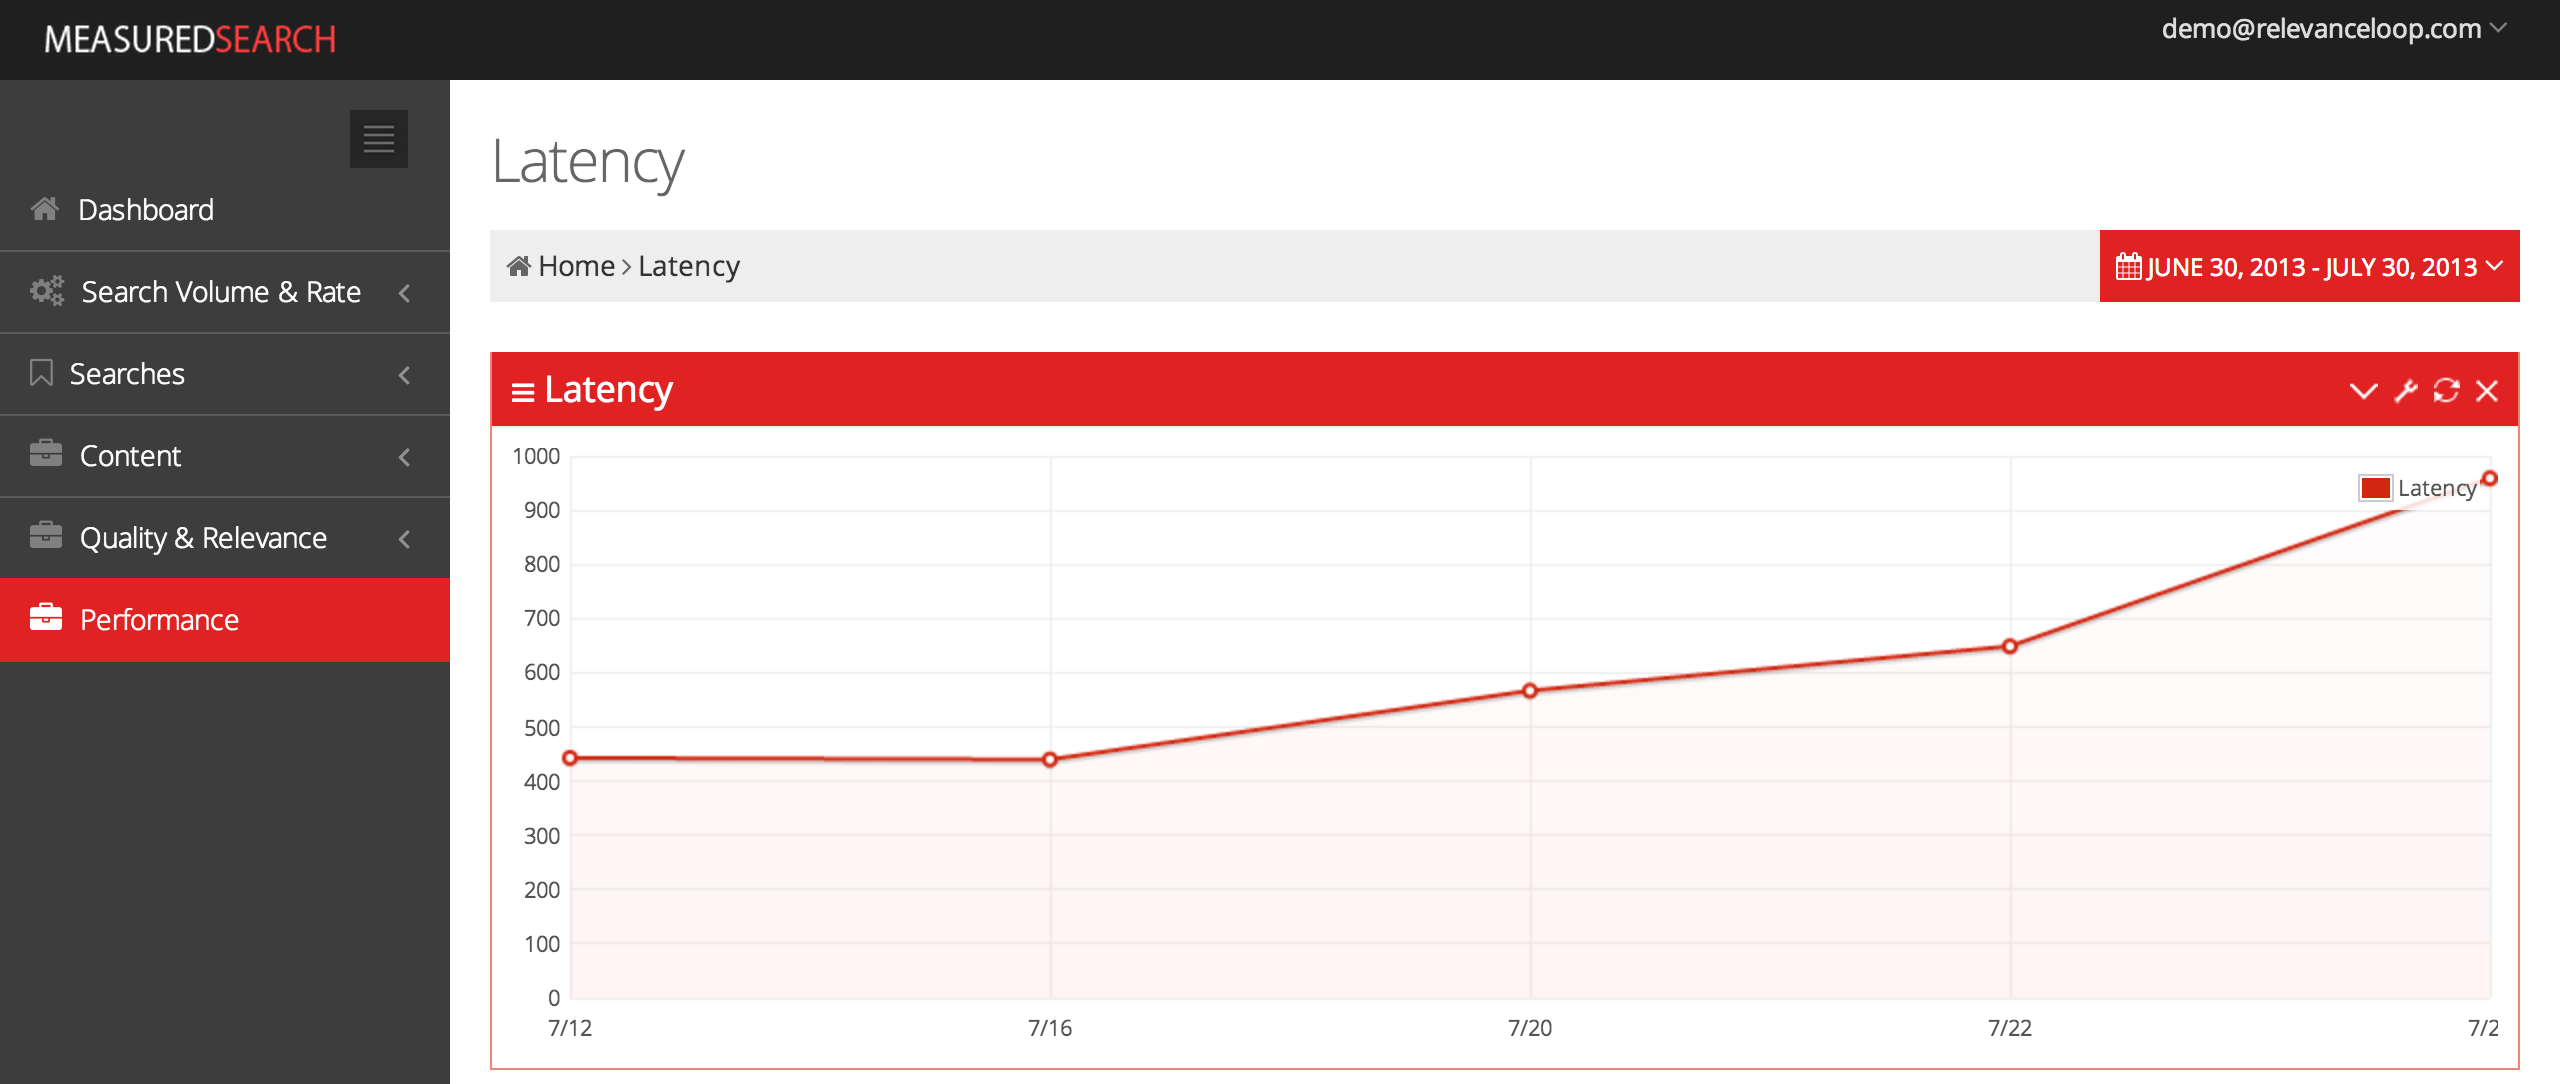 MEASUREDSEARCH
demo@relevanceloop.com
Dashboard
Search Volume & Rate
Searches
Content
Quality & Relevance
Performance
Latency
Home > Latency
JUNE 30, 2013 - JULY 30, 2013
Latency
Latency
1000
900
800
700
600
500
400
300
200
100
0
7/12 7/16 7/20 7/22 7/2